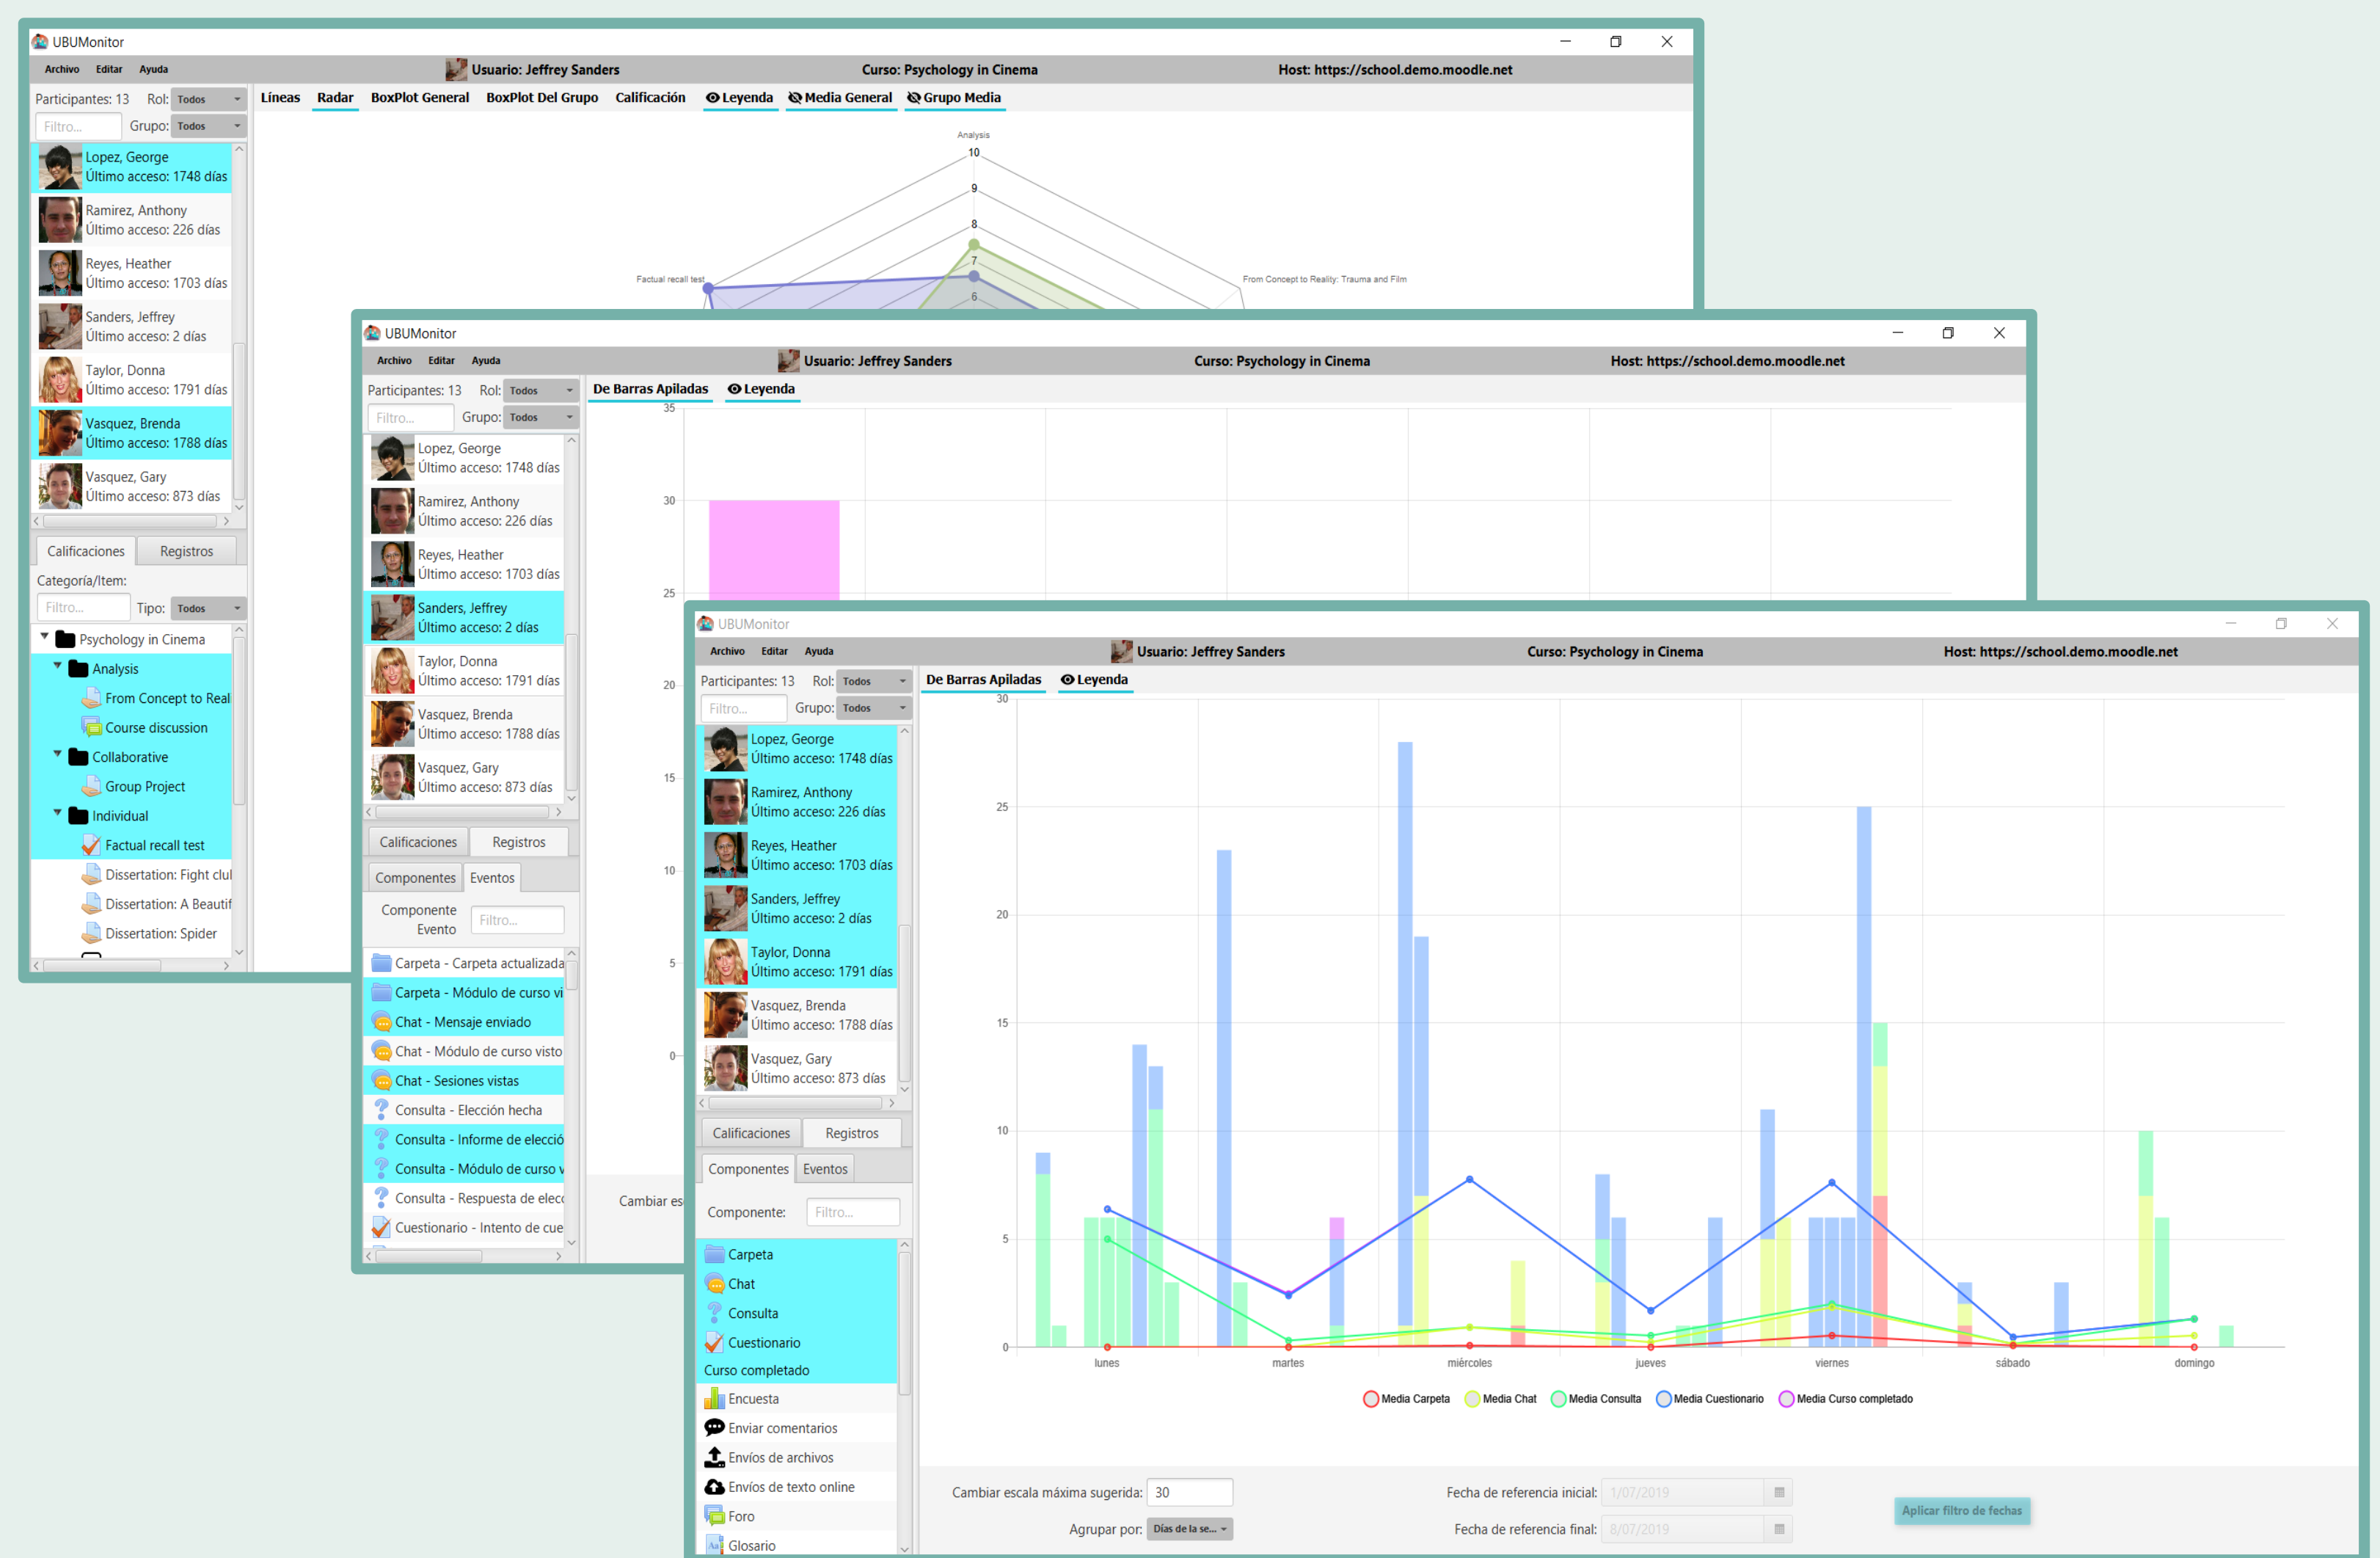 UBUMonitor
Archivo Editar Ayuda
Usuario: Jeffrey Sanders
Curso: Psychology in Cinema
Host: https://school.demo.moodle.net
Participantes: 13 Rol: Todos
Filtro... Grupo: Todos
Líneas Radar BoxPlot General BoxPlot Del Grupo Calificación Leyenda Media General Grupo Media
Lopez, George
Último acceso: 1748 días
Ramirez, Anthony
Último acceso: 226 días
Reyes, Heather
Último acceso: 1703 días
Sanders, Jeffrey
Último acceso: 2 días
Taylor, Donna
Último acceso: 1791 días
Vasquez, Brenda
Último acceso: 1788 días
Vasquez, Gary
Último acceso: 873 días
Calificaciones Registros
Categoría/Item:
Filtro... Tipo: Todos
Psychology in Cinema
Analysis
From Concept to Real
Course discussion
Collaborative
Group Project
Individual
Factual recall test
Dissertation: Fight clu
Dissertation: A Beautif
Dissertation: Spider
Analysis
10
9
8
7
6
Factual recall test
From Concept to Reality: Trauma and Film
UBUMonitor
Archivo Editar Ayuda
Usuario: Jeffrey Sanders
Curso: Psychology in Cinema
Host: https://school.demo.moodle.net
Participantes: 13 Rol: Todos
Filtro... Grupo: Todos
De Barras Apiladas Leyenda
Lopez, George
Último acceso: 1748 días
Ramirez, Anthony
Último acceso: 226 días
Reyes, Heather
Último acceso: 1703 días
Sanders, Jeffrey
Último acceso: 2 días
Taylor, Donna
Último acceso: 1791 días
Vasquez, Brenda
Último acceso: 1788 días
Vasquez, Gary
Último acceso: 873 días
Calificaciones Registros
Componentes Eventos
Componente
Evento
Filtro...
Carpeta - Carpeta actualizada
Carpeta - Módulo de curso vi
Chat - Mensaje enviado
Chat - Módulo de curso visto
Chat - Sesiones vistas
Consulta - Elección hecha
Consulta - Informe de elecció
Consulta - Módulo de curso v
Consulta - Respuesta de elecc
Cuestionario - Intento de cue
35
30
25
20
15
10
5
0
Cambiar es
UBUMonitor
Archivo Editar Ayuda
Usuario: Jeffrey Sanders
Curso: Psychology in Cinema
Host: https://school.demo.moodle.net
Participantes: 13 Rol: Todos
Filtro... Grupo: Todos
De Barras Apiladas Leyenda
Lopez, George
Último acceso: 1748 días
Ramirez, Anthony
Último acceso: 226 días
Reyes, Heather
Último acceso: 1703 días
Sanders, Jeffrey
Último acceso: 2 días
Taylor, Donna
Último acceso: 1791 días
Vasquez, Brenda
Último acceso: 1788 días
Vasquez, Gary
Último acceso: 873 días
Calificaciones Registros
Componentes Eventos
Componente: Filtro...
Carpeta
Chat
Consulta
Cuestionario
Curso completado
Encuesta
Enviar comentarios
Envíos de archivos
Envíos de texto online
Foro
Glosario
30
25
20
15
10
5
0
lunes martes miércoles jueves viernes sábado domingo
Media Carpeta Media Chat Media Consulta Media Cuestionario Media Curso completado
Cambiar escala máxima sugerida: 30
Agrupar por: Días de la se...
Fecha de referencia inicial: 1/07/2019
Fecha de referencia final: 8/07/2019
Aplicar filtro de fechas